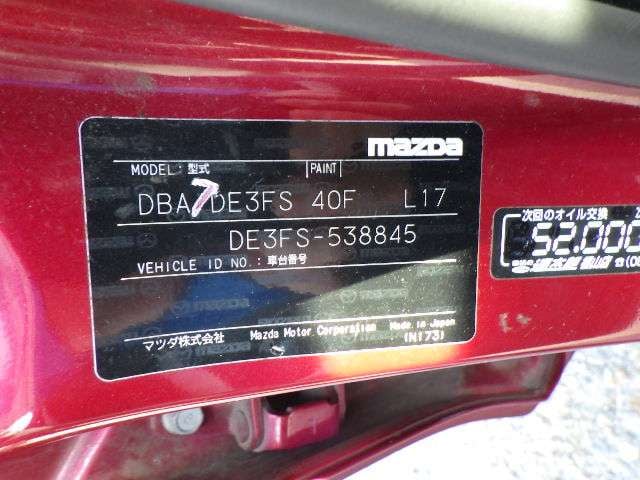 mazda
MODEL:型式 PAINT
DBA DE3FS 40F L17
DE3FS-538845
VEHICLE ID NO.:車台番号
マツダ株式会社 Mazda Motor Corporation Made in Japan
(N173)
次回のオイル交換
52.000